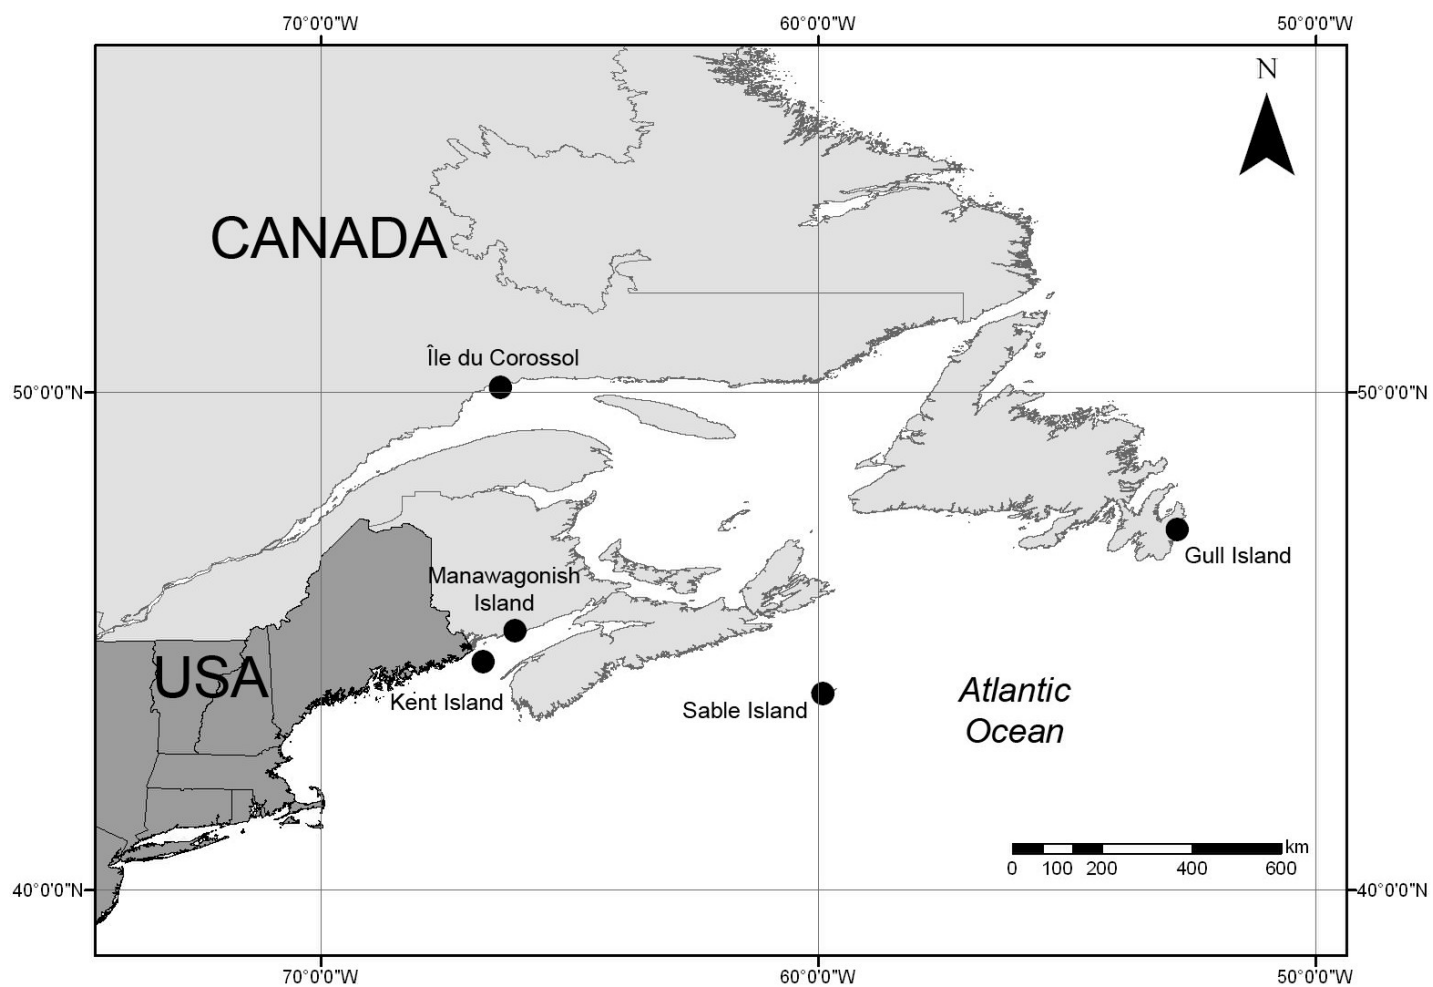 70°0'0"W 60°0'0"W 50°0'0"W
N
CANADA
Île du Corossol
50°0'0"N 50°0'0"N
Gull Island
Manawagonish
Island
USA
Kent Island
Sable Island
Atlantic
Ocean
km
0 100 200 400 600
40°0'0"N 40°0'0"N
70°0'0"W 60°0'0"W 50°0'0"W